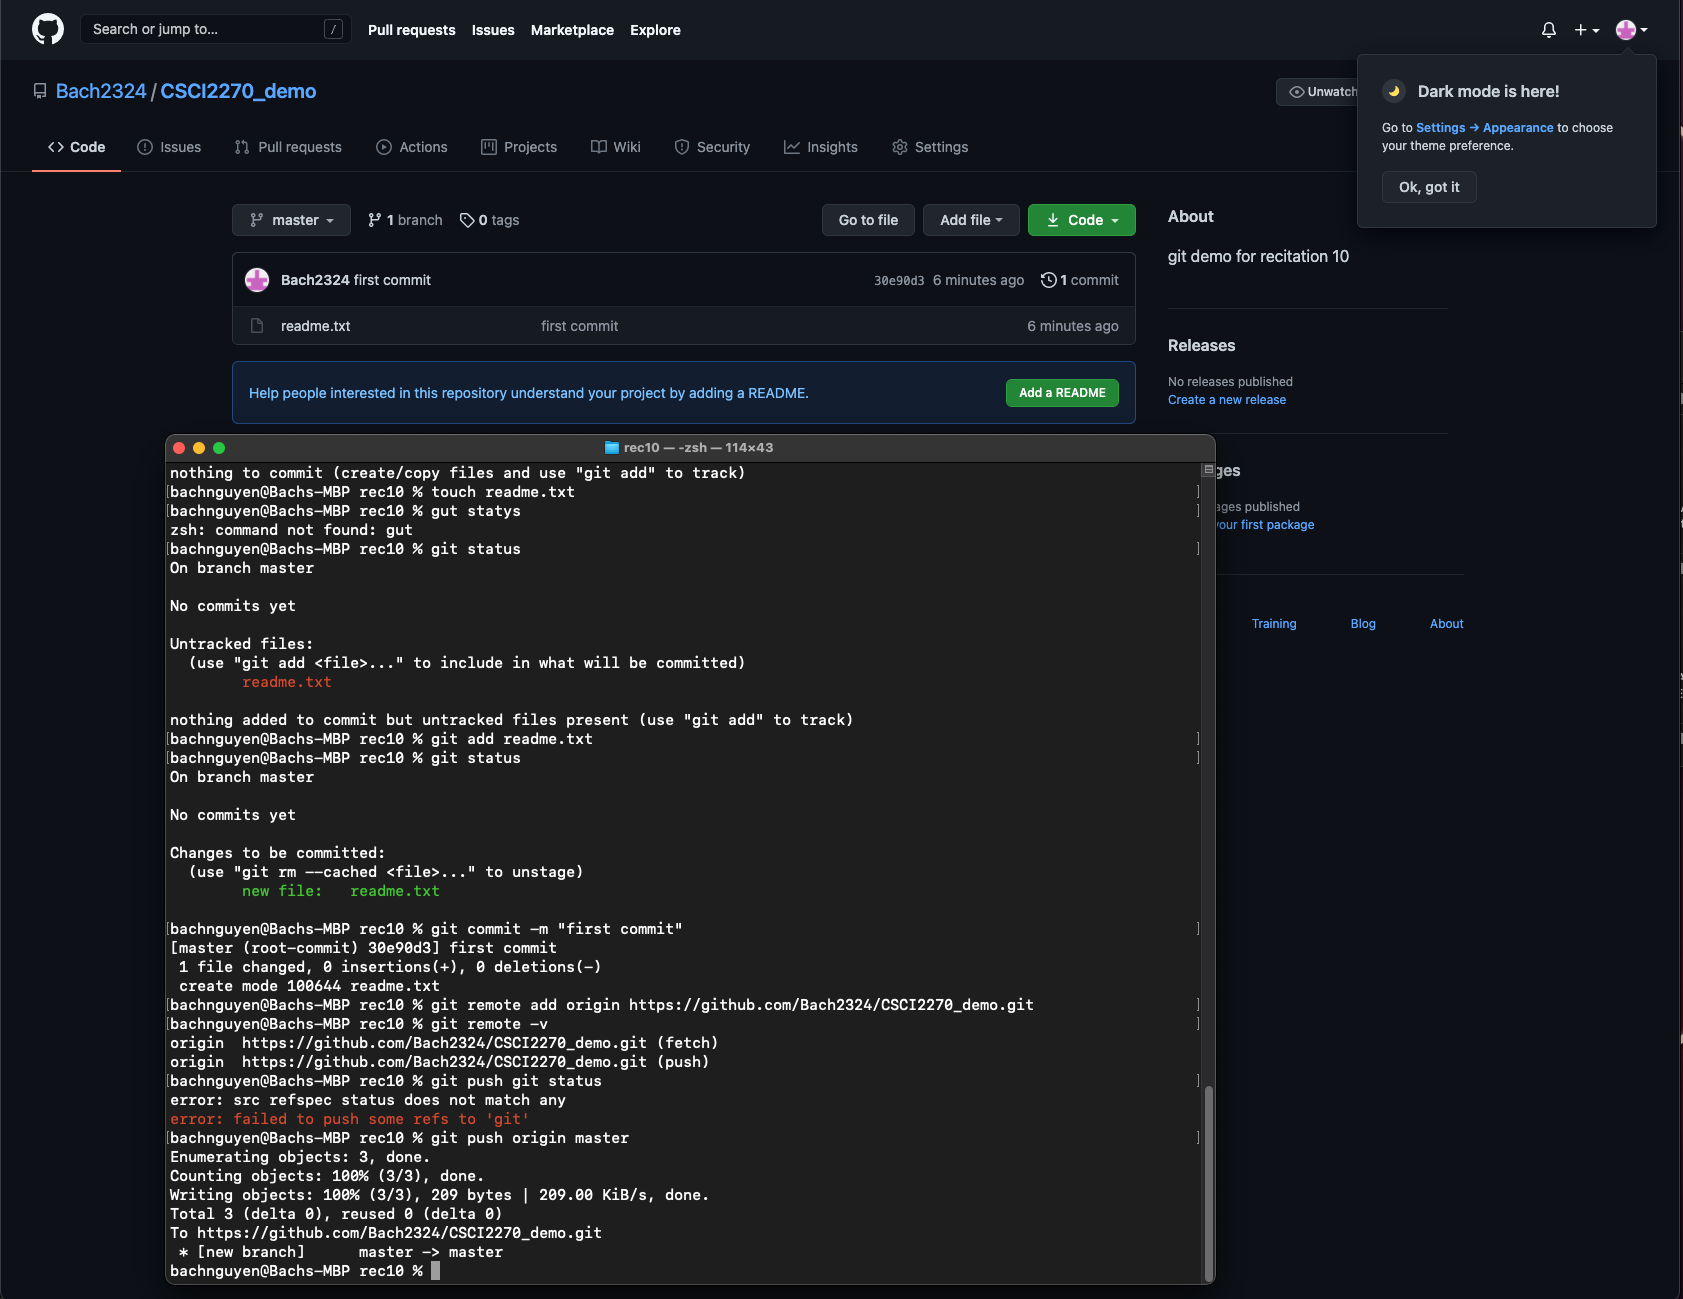 Search or jump to... /
Pull requests Issues Marketplace Explore
Bach2324 / CSCI2270_demo
Unwatch
Dark mode is here!
Go to Settings → Appearance to choose
your theme preference.
Ok, got it
Code Issues Pull requests Actions Projects Wiki Security Insights Settings
master 1 branch 0 tags Go to file Add file Code
Bach2324 first commit 30e90d3 6 minutes ago 1 commit
readme.txt first commit 6 minutes ago
Help people interested in this repository understand your project by adding a README. Add a README
About
git demo for recitation 10
Releases
No releases published
Create a new release
ges
ages published
your first package
Training Blog About
rec10 — -zsh — 114×43
nothing to commit (create/copy files and use "git add" to track)
[bachnguyen@Bachs-MBP rec10 % touch readme.txt ]
[bachnguyen@Bachs-MBP rec10 % gut statys ]
zsh: command not found: gut
[bachnguyen@Bachs-MBP rec10 % git status ]
On branch master
No commits yet
Untracked files:
(use "git add <file>..." to include in what will be committed)
readme.txt
nothing added to commit but untracked files present (use "git add" to track)
[bachnguyen@Bachs-MBP rec10 % git add readme.txt ]
[bachnguyen@Bachs-MBP rec10 % git status ]
On branch master
No commits yet
Changes to be committed:
(use "git rm --cached <file>..." to unstage)
new file: readme.txt
[bachnguyen@Bachs-MBP rec10 % git commit -m "first commit" ]
[master (root-commit) 30e90d3] first commit
1 file changed, 0 insertions(+), 0 deletions(-)
create mode 100644 readme.txt
[bachnguyen@Bachs-MBP rec10 % git remote add origin https://github.com/Bach2324/CSCI2270_demo.git ]
[bachnguyen@Bachs-MBP rec10 % git remote -v ]
origin https://github.com/Bach2324/CSCI2270_demo.git (fetch)
origin https://github.com/Bach2324/CSCI2270_demo.git (push)
[bachnguyen@Bachs-MBP rec10 % git push git status ]
error: src refspec status does not match any
error: failed to push some refs to 'git'
[bachnguyen@Bachs-MBP rec10 % git push origin master ]
Enumerating objects: 3, done.
Counting objects: 100% (3/3), done.
Writing objects: 100% (3/3), 209 bytes | 209.00 KiB/s, done.
Total 3 (delta 0), reused 0 (delta 0)
To https://github.com/Bach2324/CSCI2270_demo.git
* [new branch] master -> master
bachnguyen@Bachs-MBP rec10 %